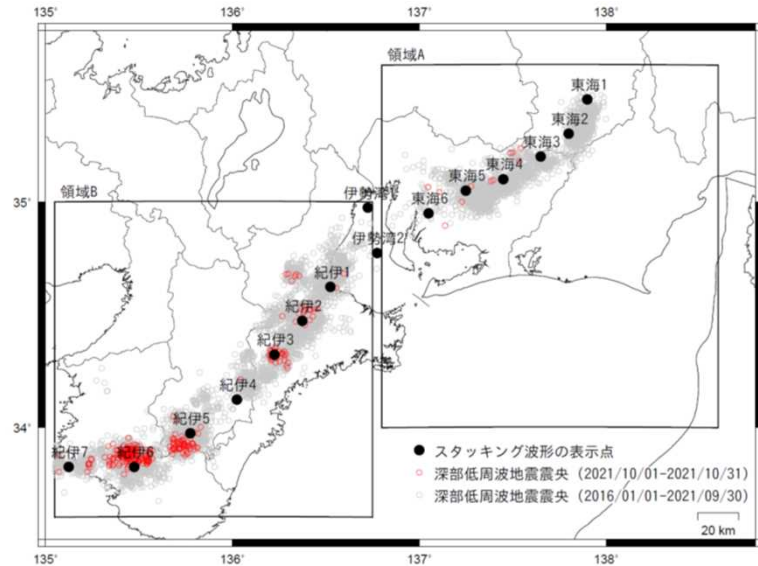 135° 136° 137° 138°
領域A
東海1
東海2
東海3
東海4
東海5
東海6
35°
領域B
伊勢湾1
伊勢湾2
紀伊1
紀伊2
紀伊3
紀伊4
34°
紀伊5
紀伊6
紀伊7
スタッキング波形の表示点
深部低周波地震震央（2021/10/01-2021/10/31）
深部低周波地震震央（2016/01/01-2021/09/30）
20 km
135° 136° 137° 138°